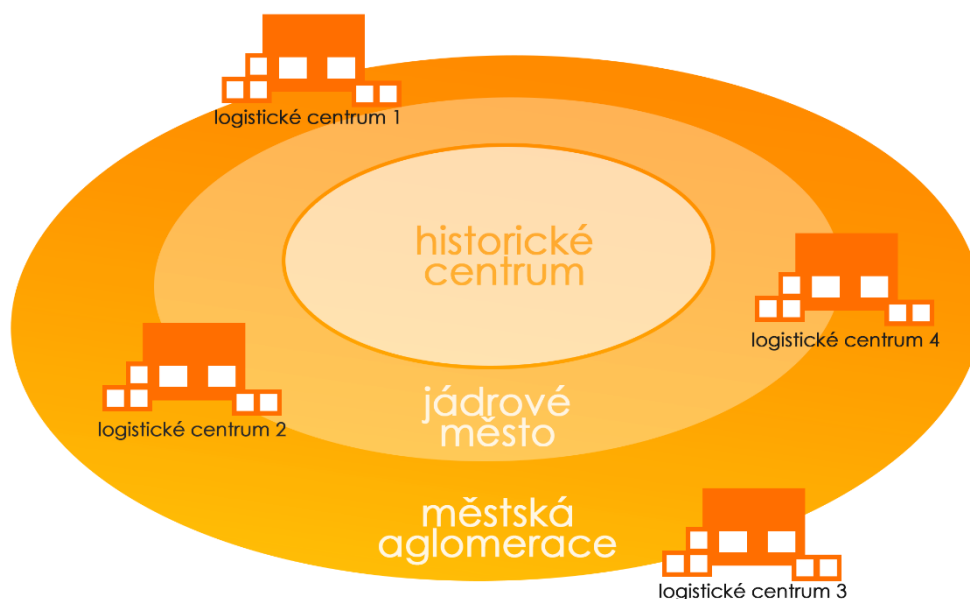 logistické centrum 1
historické
centrum
logistické centrum 4
jádrové
město
logistické centrum 2
městská
aglomerace
logistické centrum 3